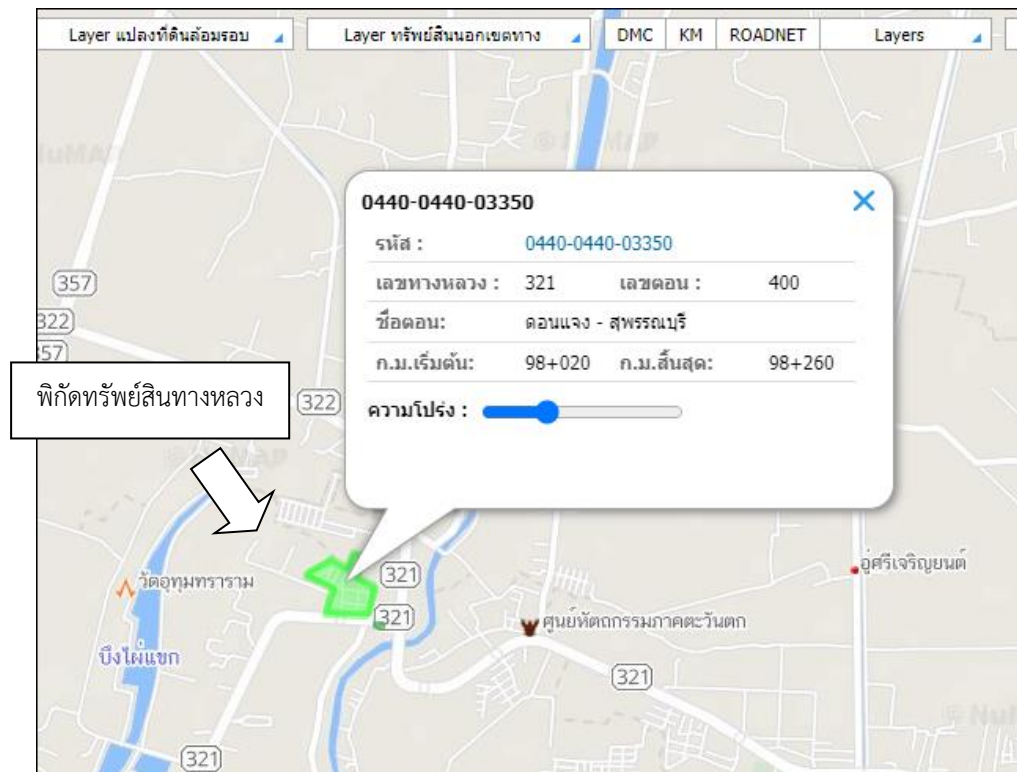 Layer แปลงที่ดินล้อมรอบ
Layer ทรัพย์สินนอกเขตทาง
DMC
KM
ROADNET
Layers
NuMAP
0440-0440-03350
รหัส : 0440-0440-03350
357
เลขทางหลวง : 321 เลขตอน : 400
322
ชื่อตอน: ดอนแจง - สุพรรณบุรี
357
ก.ม.เริ่มต้น: 98+020 ก.ม.สิ้นสุด: 98+260
พิกัดทรัพย์สินทางหลวง
322
ความโปร่ง :
อู่ศรีเจริญยนต์
321
วัดอุทุมทราราม
321
ศูนย์หัตถกรรมภาคตะวันตก
บึงไผ่แขก
321
321